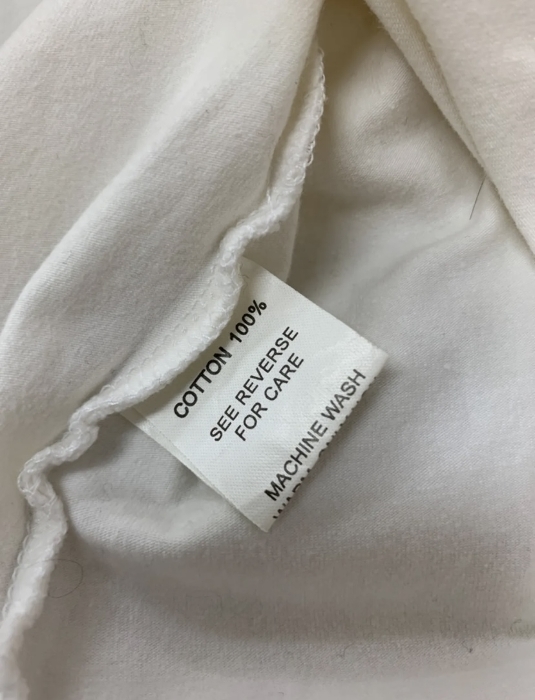 COTTON 100%
SEE REVERSE
FOR CARE
MACHINE WASH